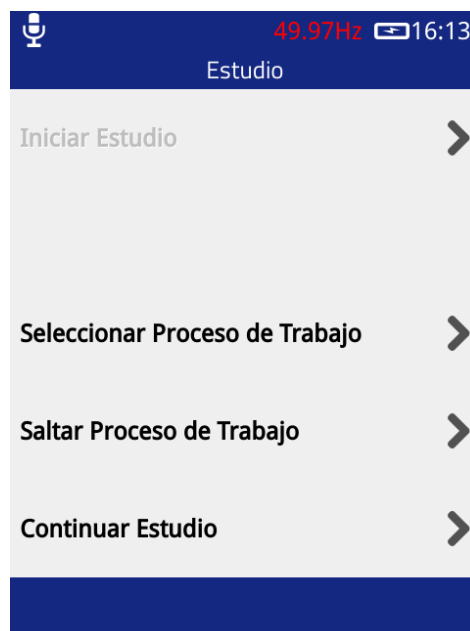 49.97Hz 16:13
Estudio
Iniciar Estudio
Seleccionar Proceso de Trabajo
Saltar Proceso de Trabajo
Continuar Estudio